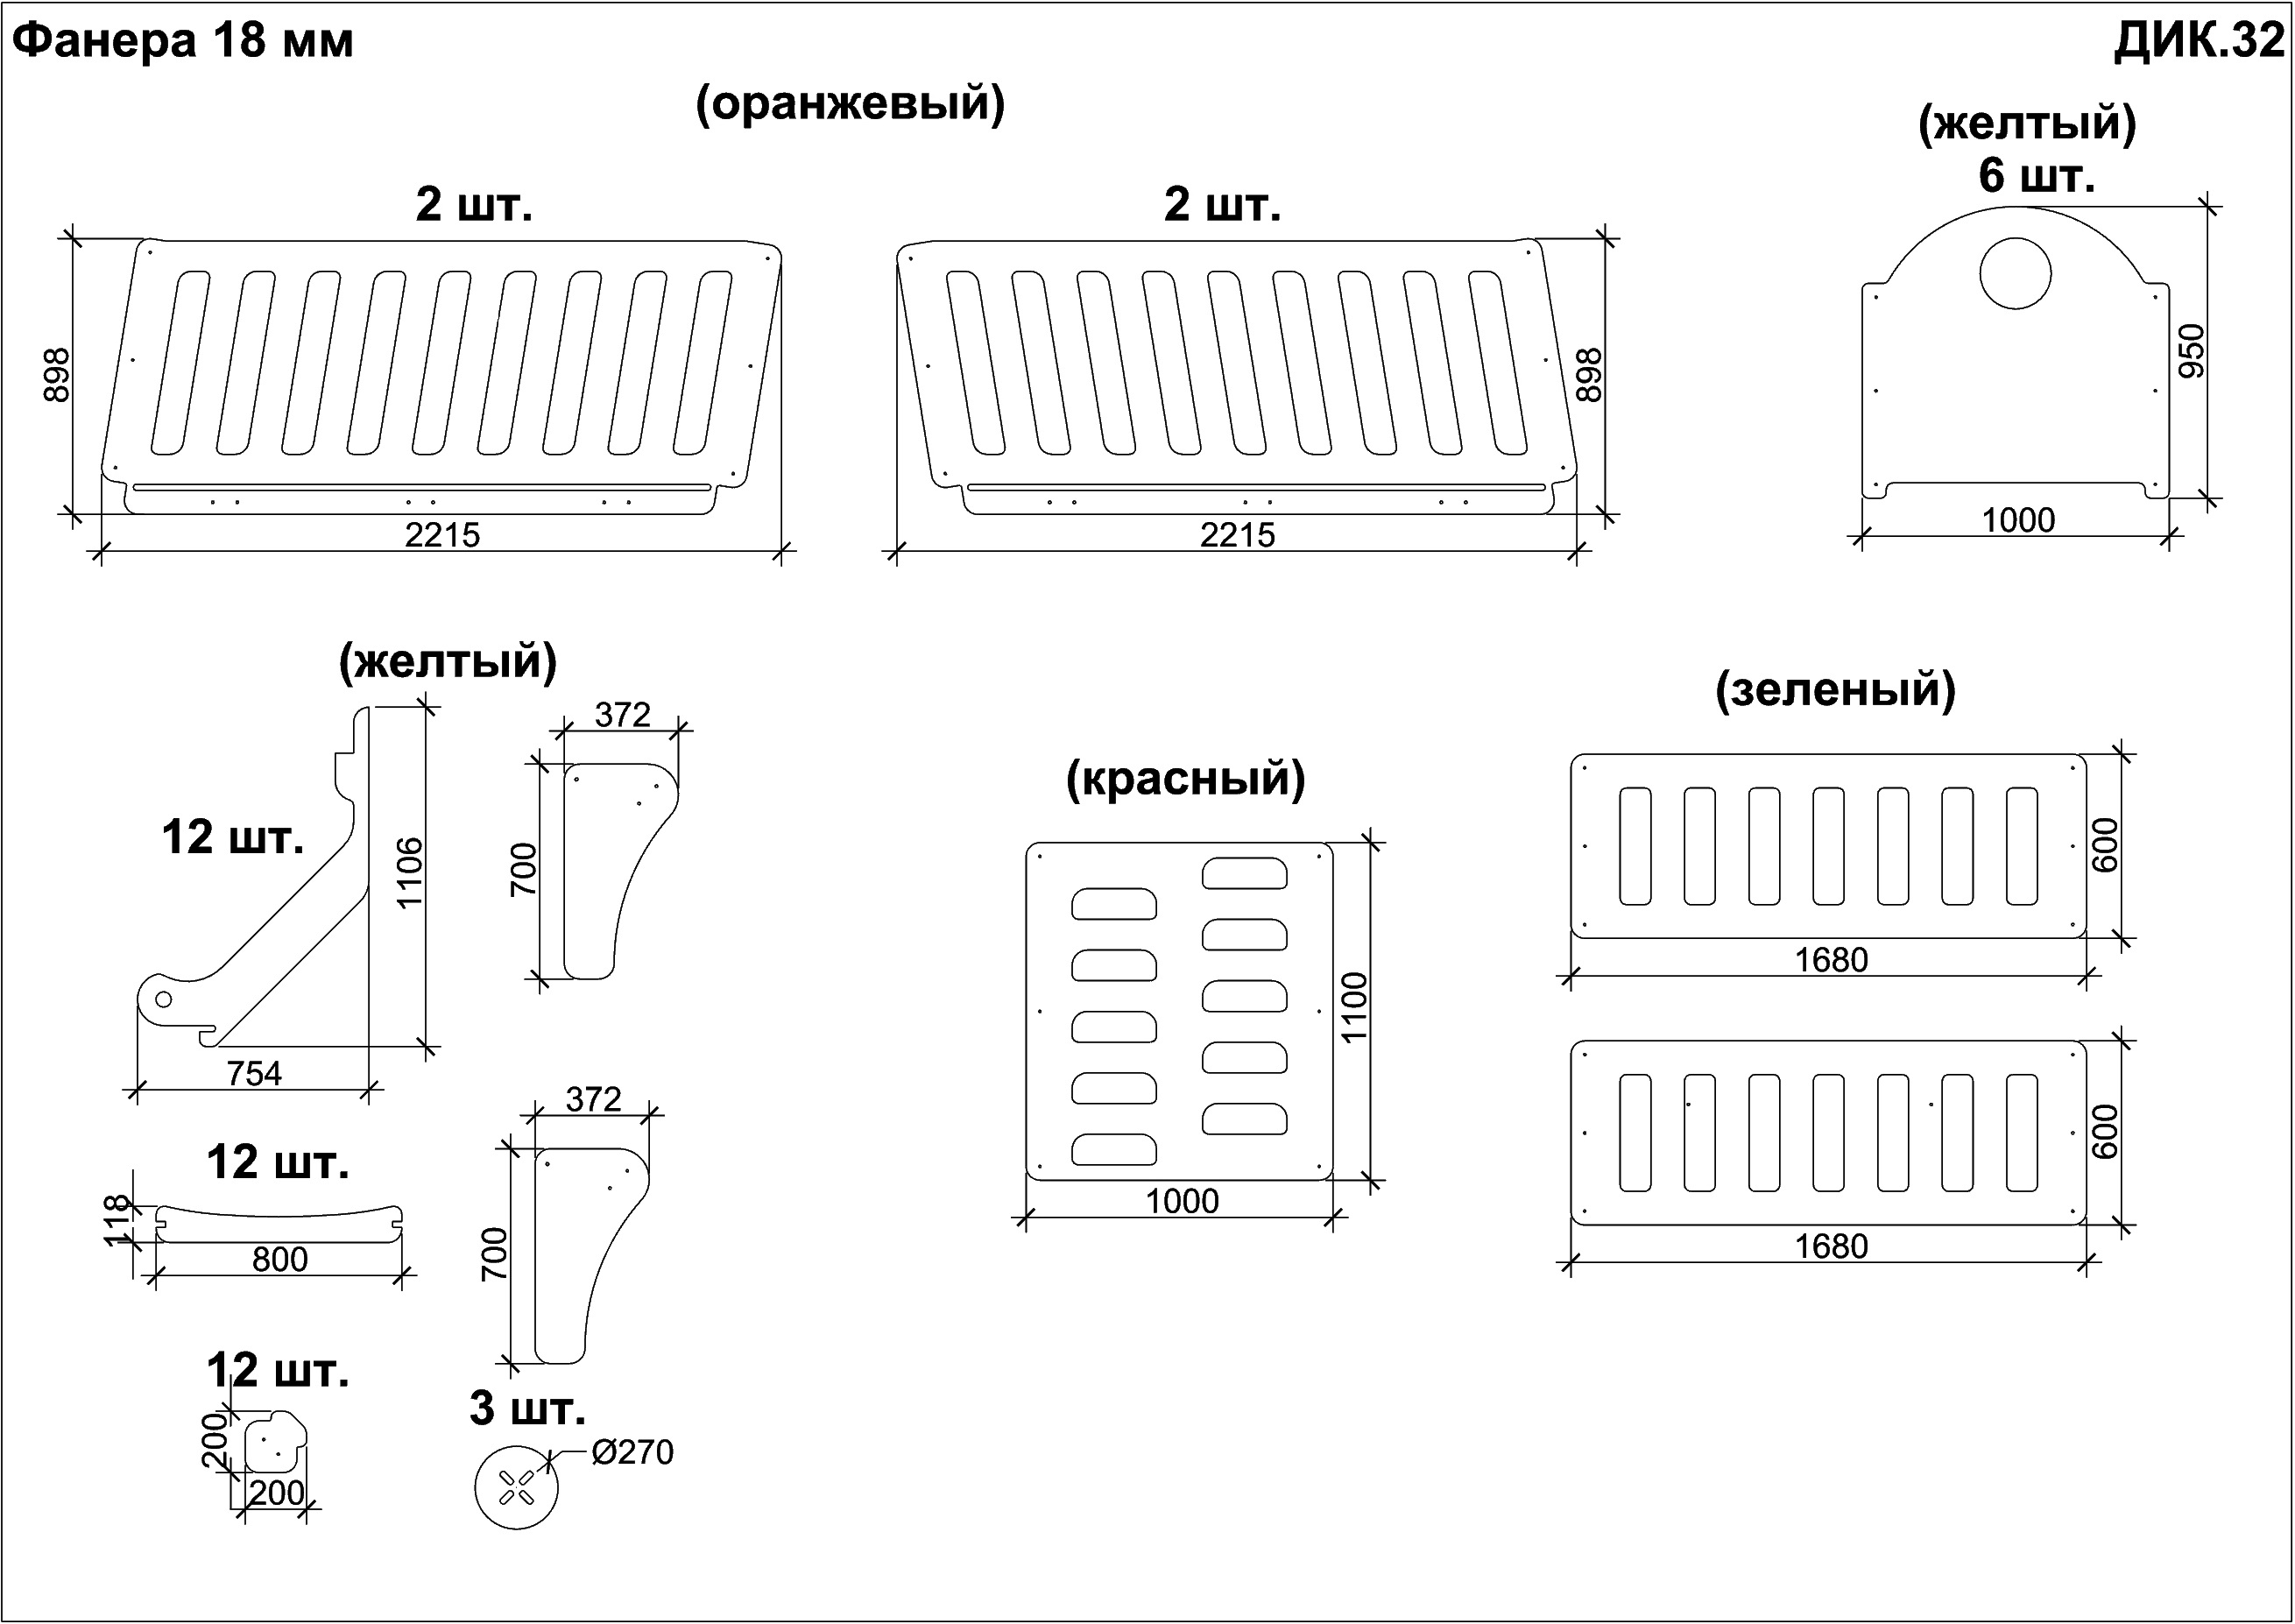 Фанера 18 мм
ДИК.32
(оранжевый)
2 шт.
2 шт.
898
2215
898
2215
(желтый)
6 шт.
950
1000
(желтый)
12 шт.
1106
754
372
700
12 шт.
118
800
372
700
12 шт.
200
200
3 шт.
Ø270
(красный)
1100
1000
(зеленый)
600
1680
600
1680